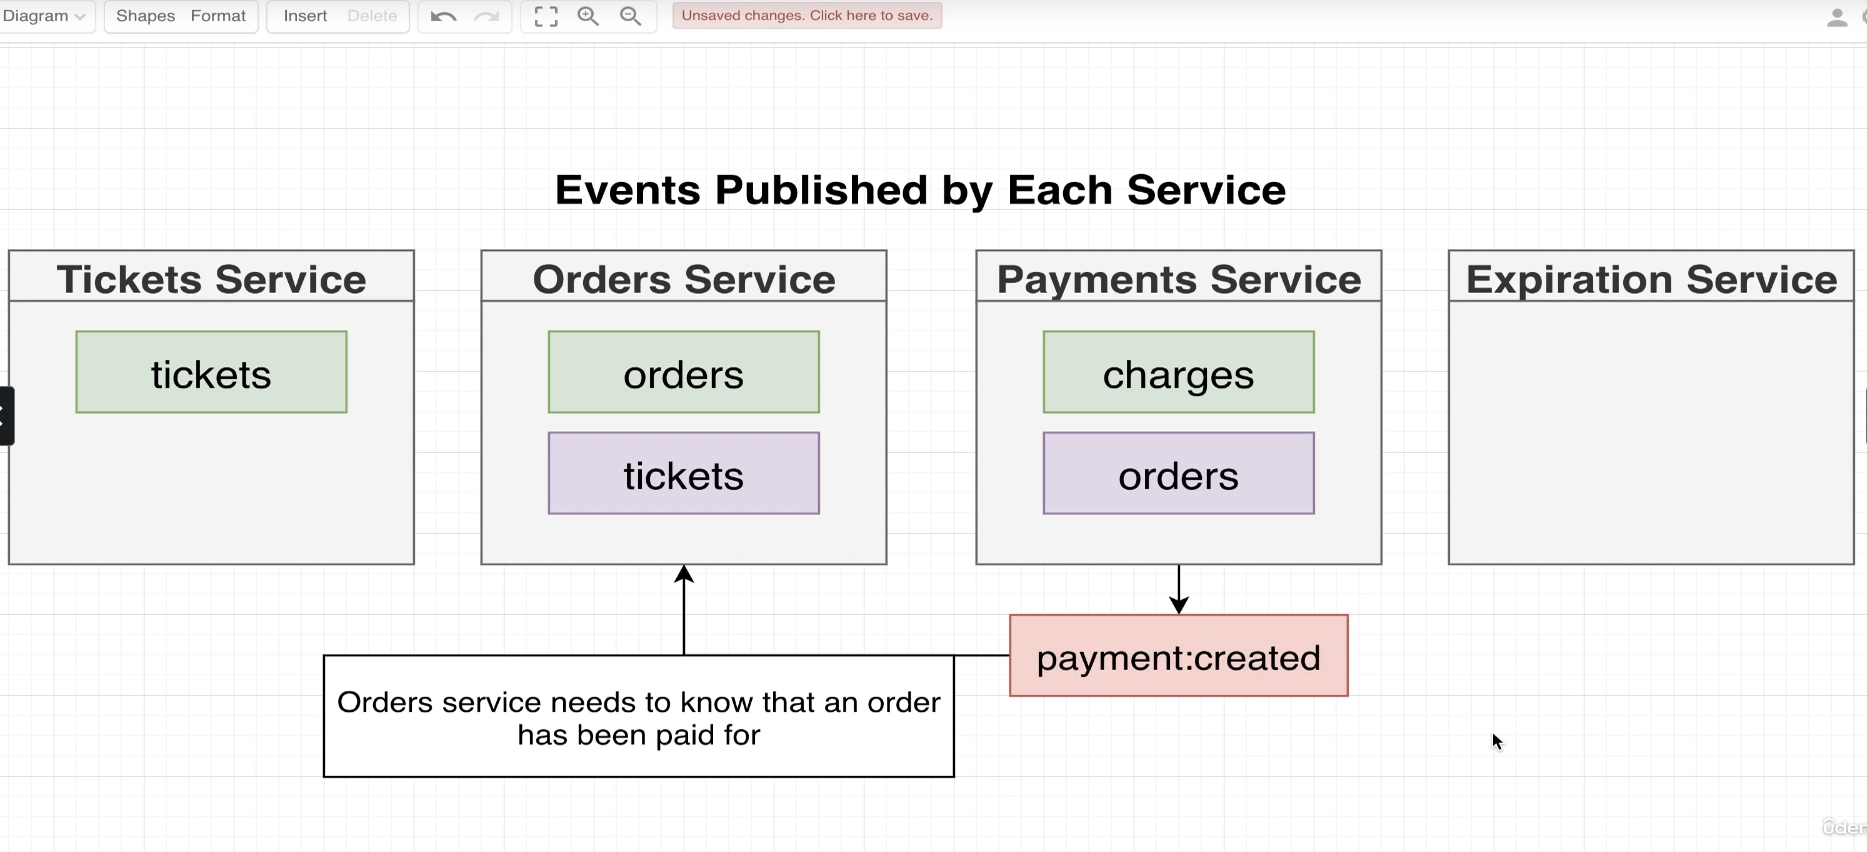 Diagram Shapes Format Insert Delete Unsaved changes. Click here to save.
Events Published by Each Service
Tickets Service
tickets
Orders Service
orders
tickets
Payments Service
charges
orders
Expiration Service
payment:created
Orders service needs to know that an order
has been paid for